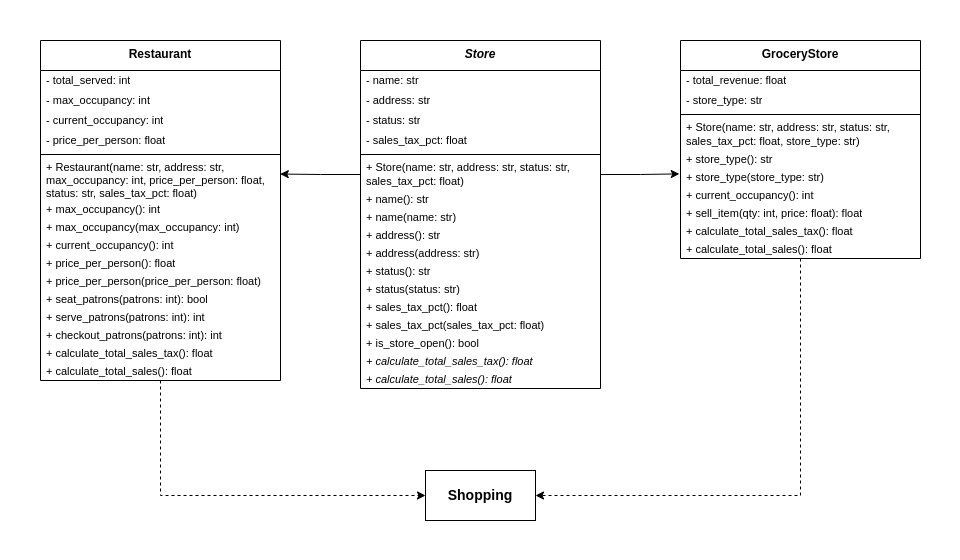 Restaurant
- total_served: int
- max_occupancy: int
- current_occupancy: int
- price_per_person: float
+ Restaurant(name: str, address: str,
max_occupancy: int, price_per_person: float,
status: str, sales_tax_pct: float)
+ max_occupancy(): int
+ max_occupancy(max_occupancy: int)
+ current_occupancy(): int
+ price_per_person(): float
+ price_per_person(price_per_person: float)
+ seat_patrons(patrons: int): bool
+ serve_patrons(patrons: int): int
+ checkout_patrons(patrons: int): int
+ calculate_total_sales_tax(): float
+ calculate_total_sales(): float
Store
- name: str
- address: str
- status: str
- sales_tax_pct: float
+ Store(name: str, address: str, status: str,
sales_tax_pct: float)
+ name(): str
+ name(name: str)
+ address(): str
+ address(address: str)
+ status(): str
+ status(status: str)
+ sales_tax_pct(): float
+ sales_tax_pct(sales_tax_pct: float)
+ is_store_open(): bool
+ calculate_total_sales_tax(): float
+ calculate_total_sales(): float
GroceryStore
- total_revenue: float
- store_type: str
+ Store(name: str, address: str, status: str,
sales_tax_pct: float, store_type: str)
+ store_type(): str
+ store_type(store_type: str)
+ current_occupancy(): int
+ sell_item(qty: int, price: float): float
+ calculate_total_sales_tax(): float
+ calculate_total_sales(): float
Shopping